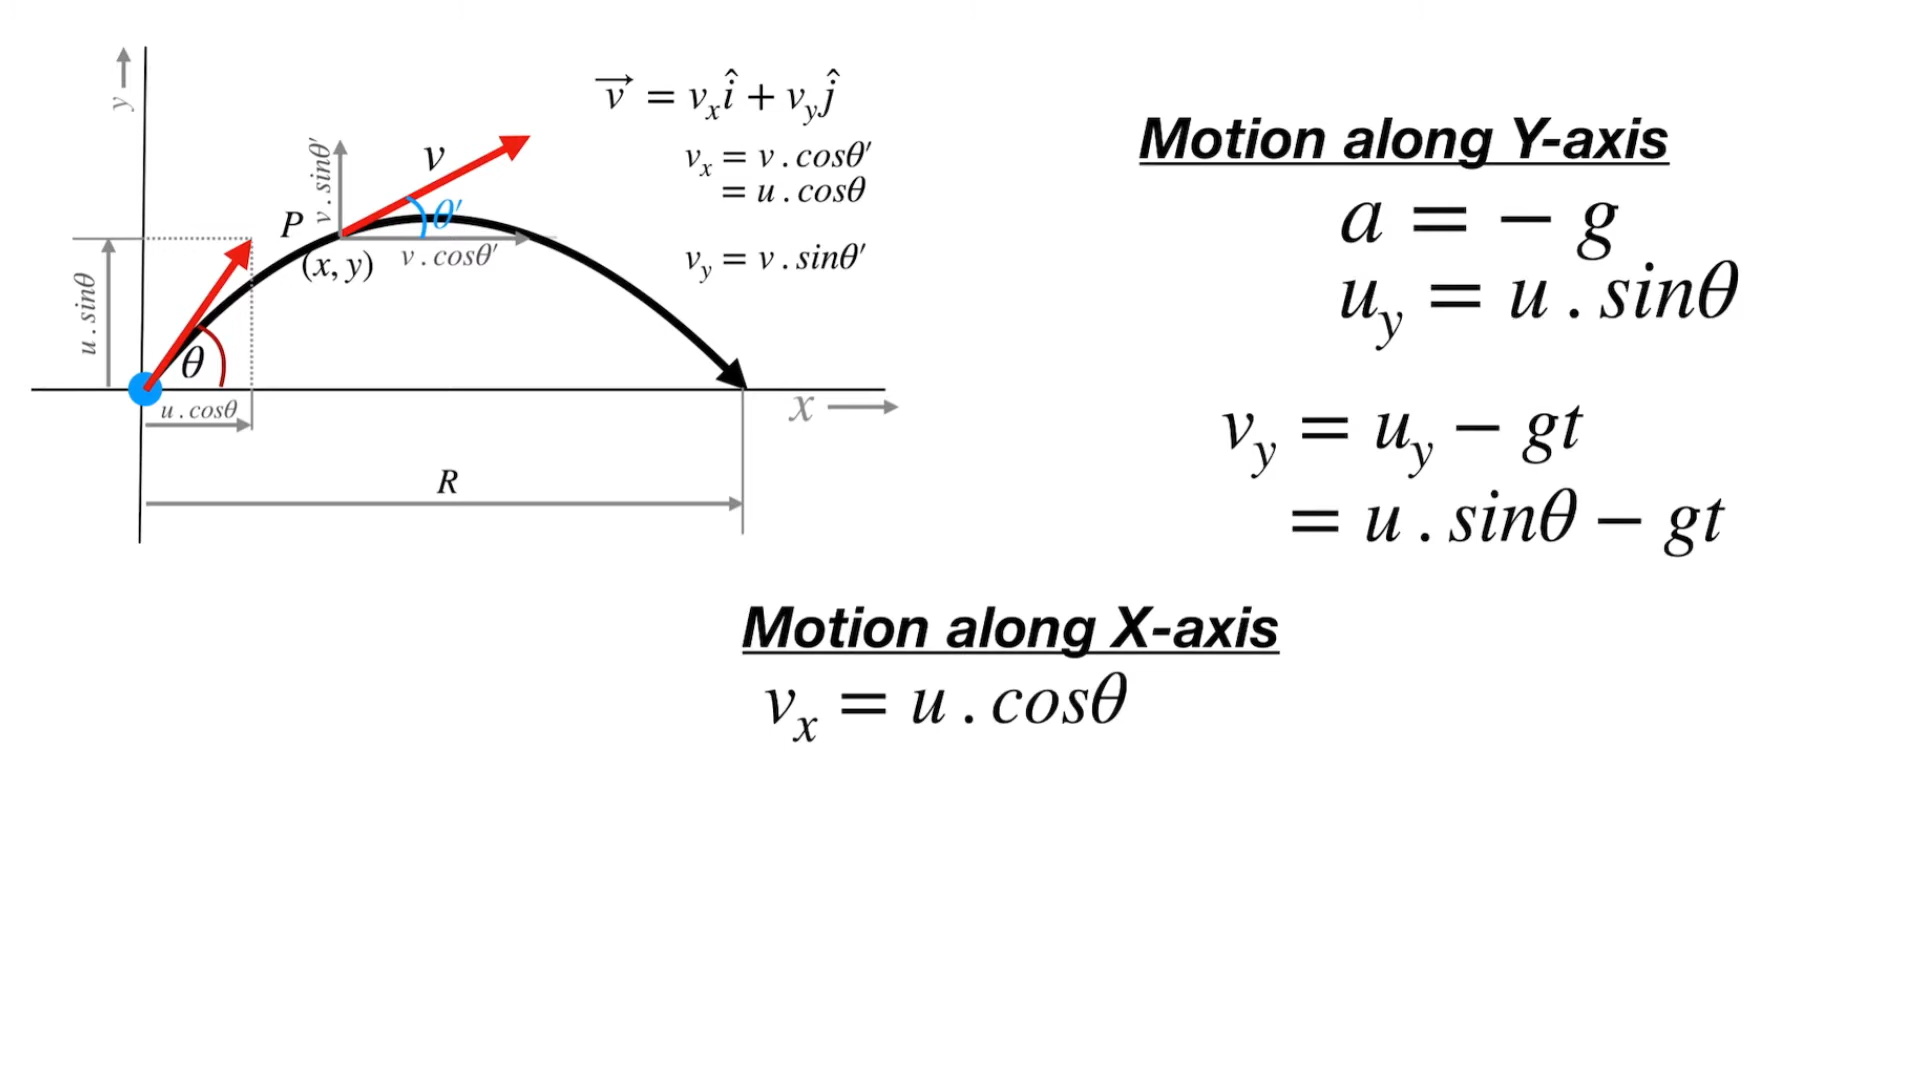 y
v⃗ = vₓî + v_yĵ
vₓ = v . cosθ′
= u . cosθ
v_y = v . sinθ′
v . sinθ′
v
θ′
P
(x, y)
v . cosθ′
u . sinθ
θ
u . cosθ
x
R
Motion along Y-axis
a = − g
u_y = u . sinθ
v_y = u_y − gt
= u . sinθ − gt
Motion along X-axis
vₓ = u . cosθ